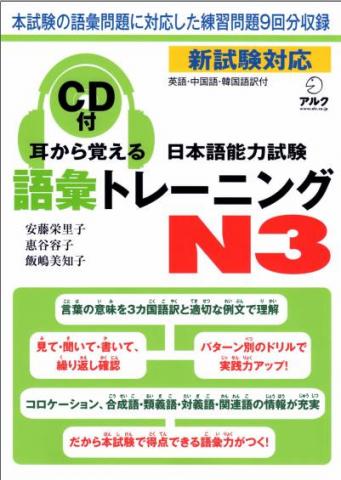 本試験の語彙問題に対応した練習問題9回分収録
新試験対応
英語・中国語・韓国語訳付
アルク
www.alc.co.jp
CD
付
耳から覚える 日本語能力試験
語彙トレーニング
N3
安藤栄里子
惠谷容子
飯嶋美知子
言葉の意味を3カ国語訳と適切な例文で理解
見て・聞いて・書いて、
繰り返し確認
パターン別のドリルで
実践力アップ!
コロケーション、合成語・類義語・対義語・関連語の情報が充実
だから本試験で得点できる語彙力がつく!